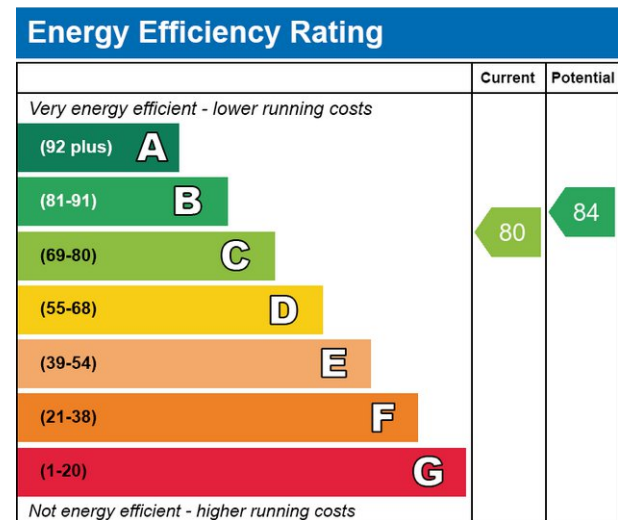 Energy Efficiency Rating
Current Potential
Very energy efficient - lower running costs
(92 plus) A
(81-91) B
84
80
(69-80) C
(55-68) D
(39-54) E
(21-38) F
(1-20) G
Not energy efficient - higher running costs